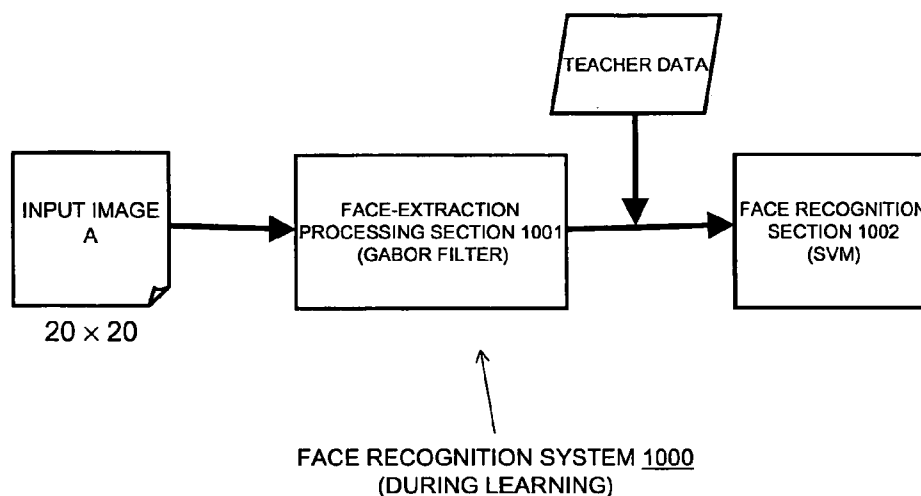 TEACHER DATA
INPUT IMAGE
A
20 × 20
FACE-EXTRACTION
PROCESSING SECTION 1001
(GABOR FILTER)
FACE RECOGNITION
SECTION 1002
(SVM)
FACE RECOGNITION SYSTEM 1000
(DURING LEARNING)